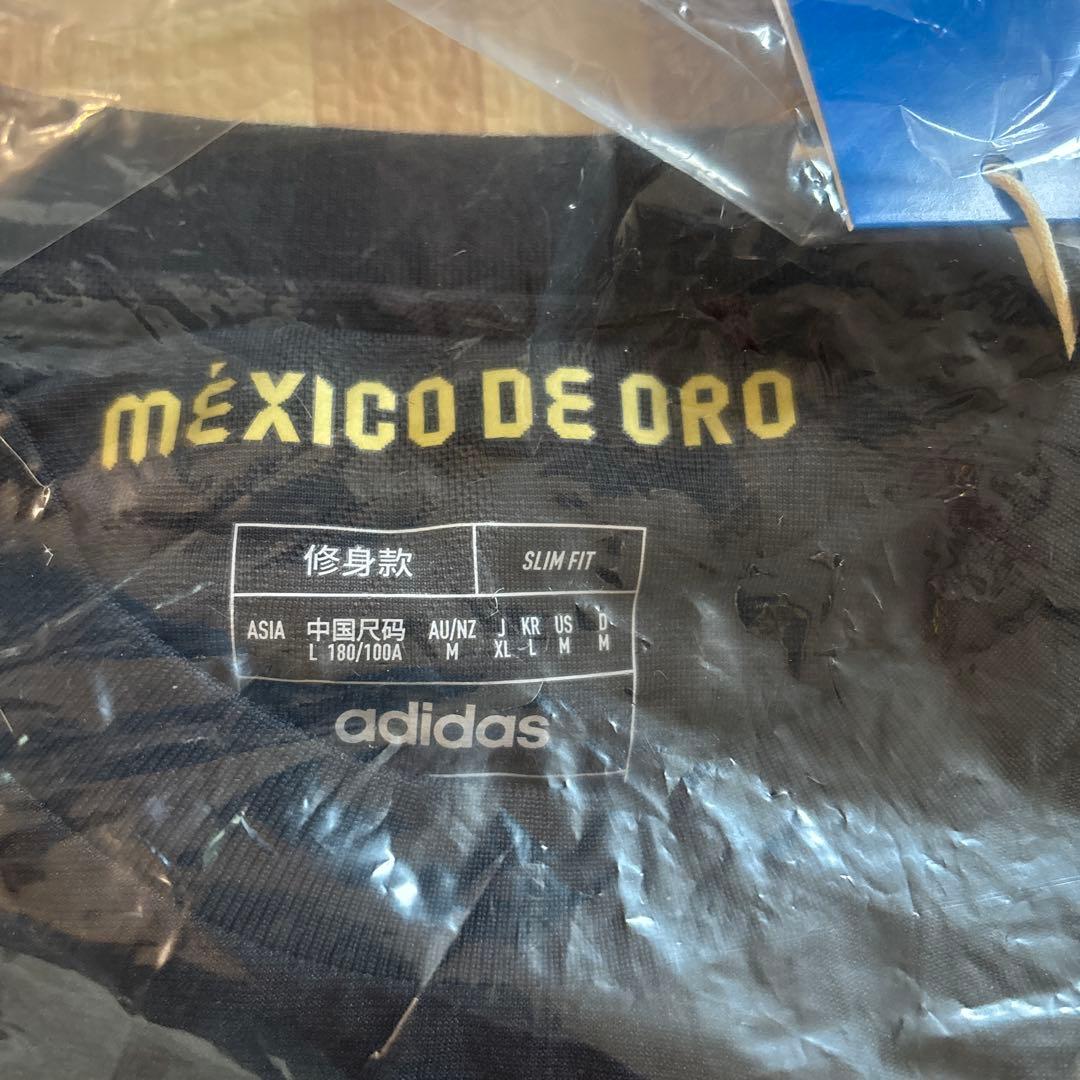 MÉXICO DE ORO
修身款 SLIM FIT
ASIA 中国尺码 AU/NZ J KR US D
L 180/100A M XL L M M
adidas